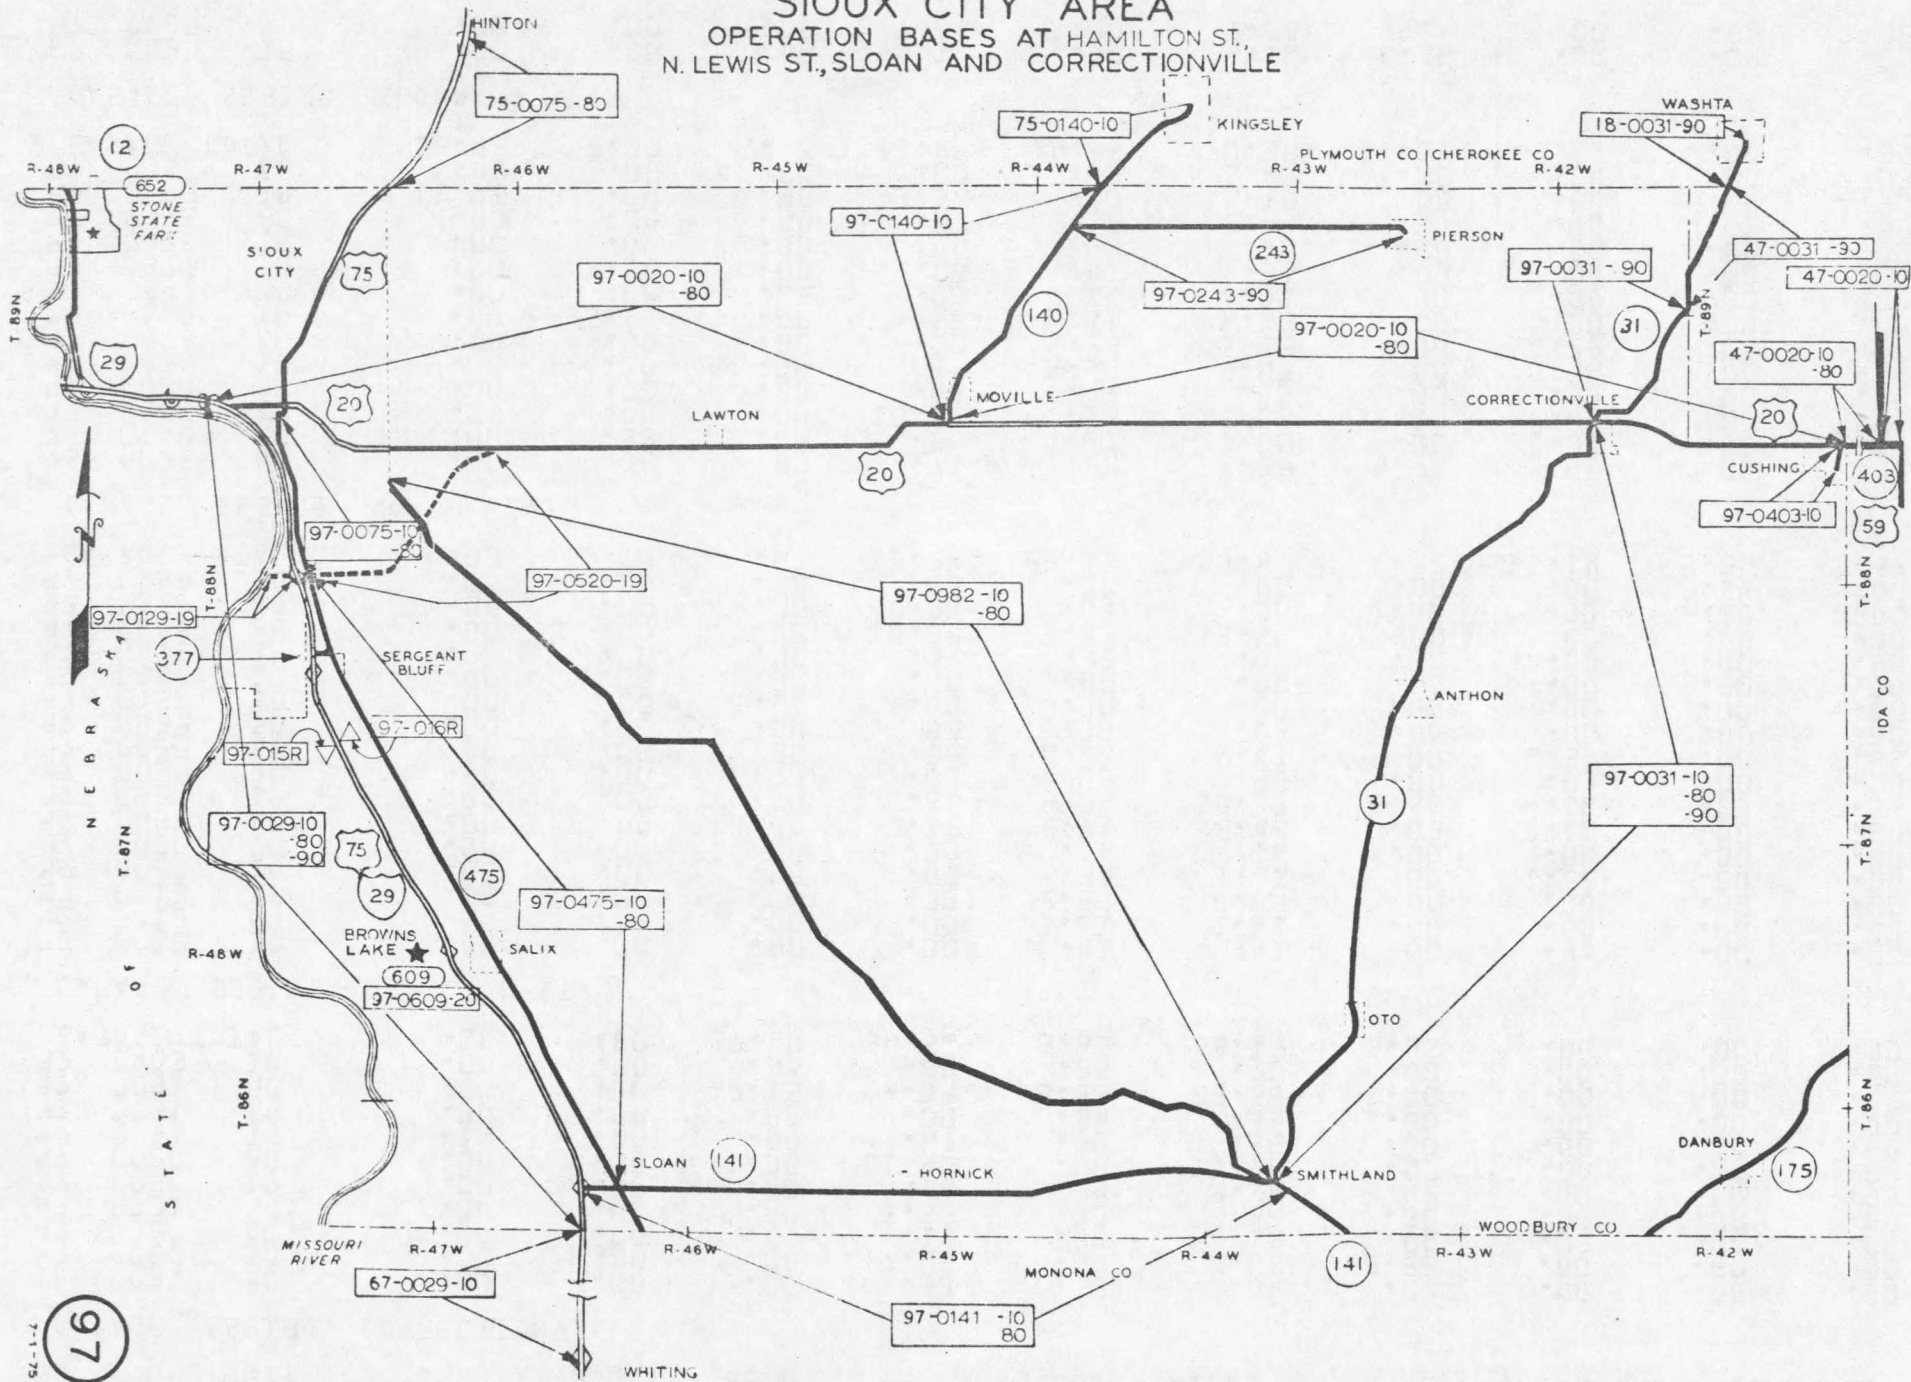 SIOUX CITY AREA
OPERATION BASES AT HAMILTON ST.,
N. LEWIS ST., SLOAN AND CORRECTIONVILLE
HINTON
75-0075-80
75-0140-10
KINGSLEY
WASHTA
18-0031-90
12
R-48W
R-47W
R-46W
R-45W
R-44W
PLYMOUTH CO
R-43W
CHEROKEE CO
R-42W
652
STONE
STATE
PARK
SIOUX
CITY
75
97-0140-10
PIERSON
243
97-0020-10
-80
97-0243-90
97-0031-90
47-0031-90
47-0020-10
T-89N
T-89N
140
31
97-0020-10
-80
47-0020-10
-80
29
20
LAWTON
MOVILLE
CORRECTIONVILLE
20
20
CUSHING
403
97-0403-10
59
N
97-0075-10
-80
97-0520-19
97-0982-10
-80
T-88N
T-88N
97-0129-19
377
SERGEANT
BLUFF
ANTHON
IDA CO
97-016R
97-015R
97-0031-10
-80
-90
31
97-0029-10
-80
-90
75
29
475
T-87N
T-87N
97-0475-10
-80
BROWNS
LAKE
SALIX
R-48W
609
97-0609-20
OTO
STATE OF NEBRASKA
T-86N
T-86N
SLOAN
141
HORNICK
SMITHLAND
DANBURY
175
MISSOURI
RIVER
R-47W
R-46W
R-45W
R-44W
R-43W
WOODBURY CO
R-42W
MONONA CO
141
67-0029-10
97-0141-10
80
WHITING
97
7-1-75